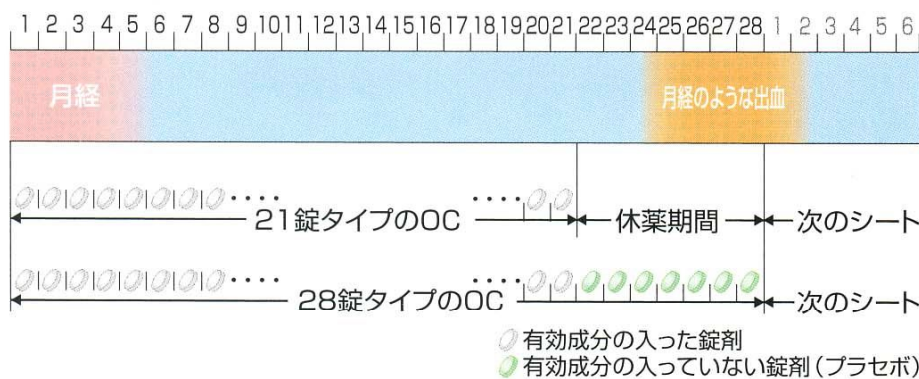 1 2 3 4 5 6 7 8 9 10 11 12 13 14 15 16 17 18 19 20 21 22 23 24 25 26 27 28 1 2 3 4 5 6
月経 月経のような出血
21錠タイプのOC 休薬期間 次のシート
28錠タイプのOC 次のシート
有効成分の入った錠剤
有効成分の入っていない錠剤(プラセボ)